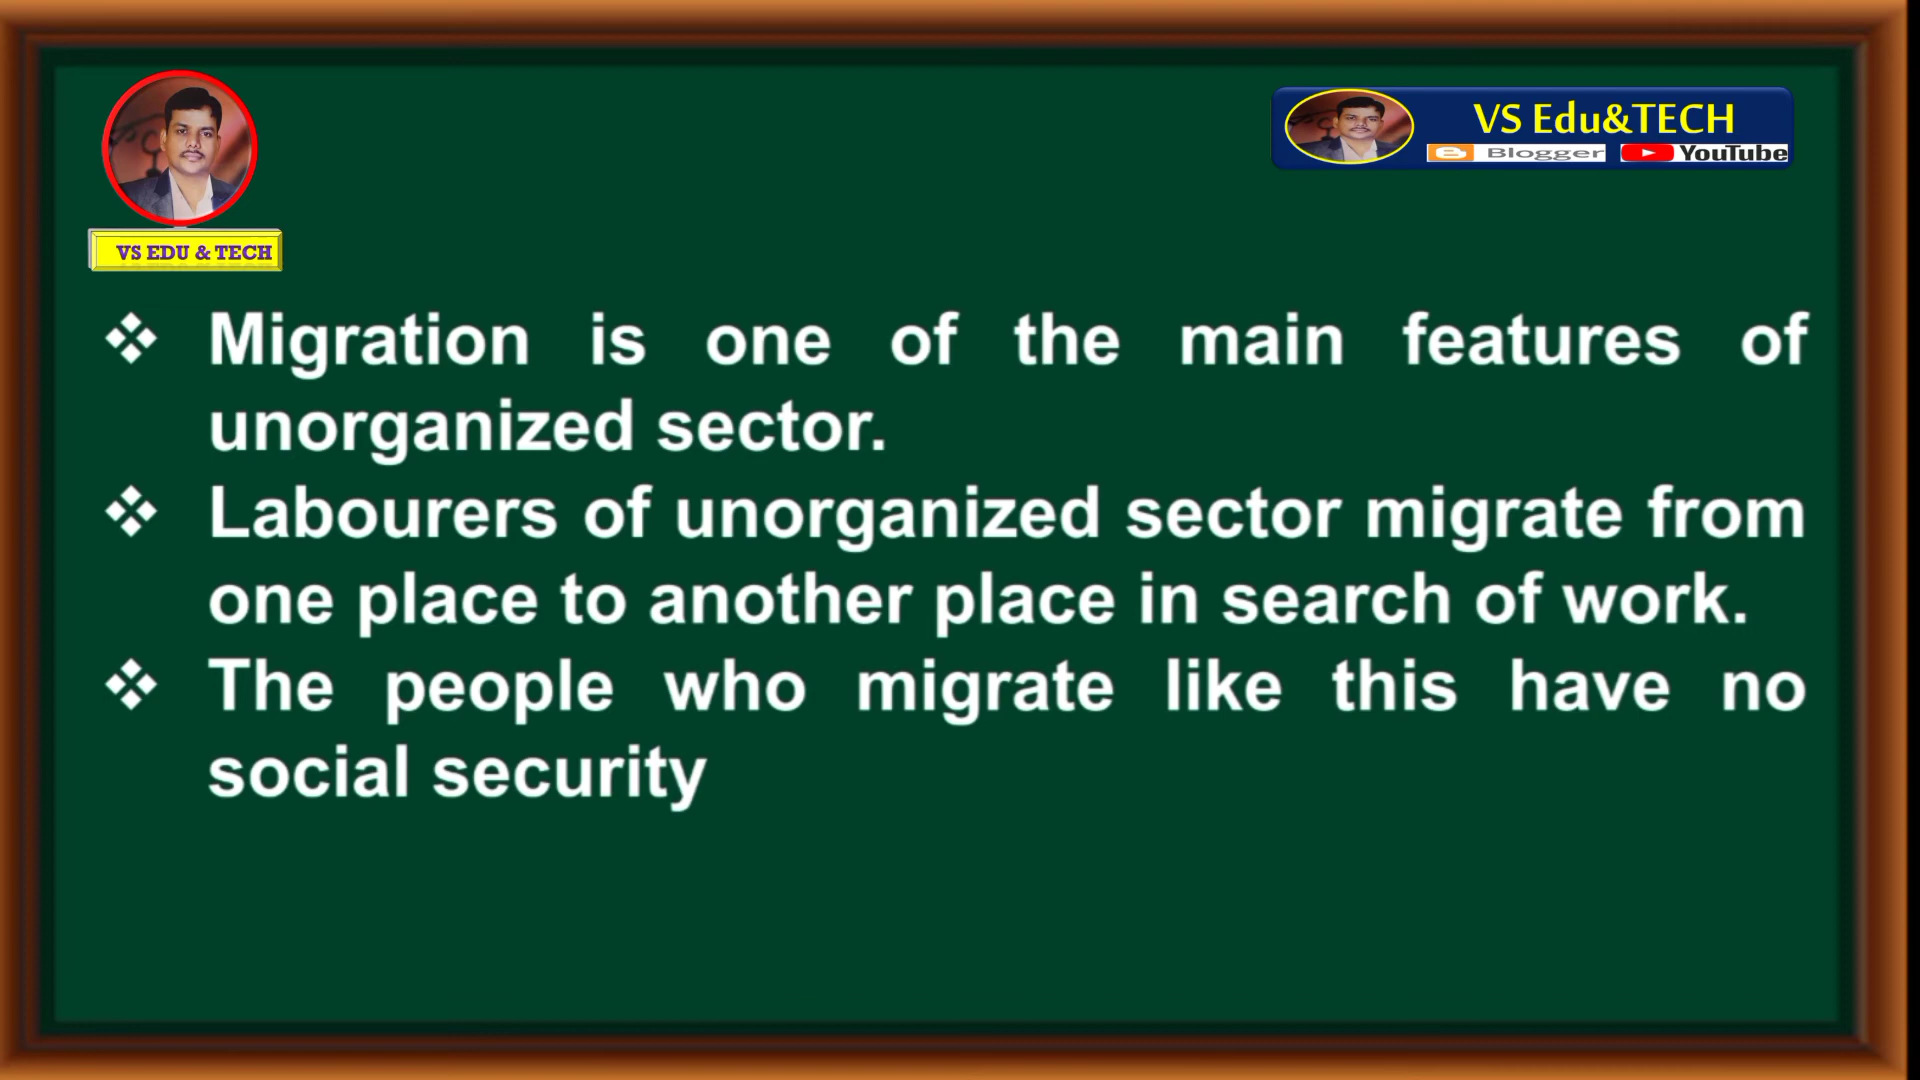 VS Edu&TECH
Blogger YouTube
VS EDU & TECH
❖ Migration is one of the main features of
unorganized sector.
❖ Labourers of unorganized sector migrate from
one place to another place in search of work.
❖ The people who migrate like this have no
social security